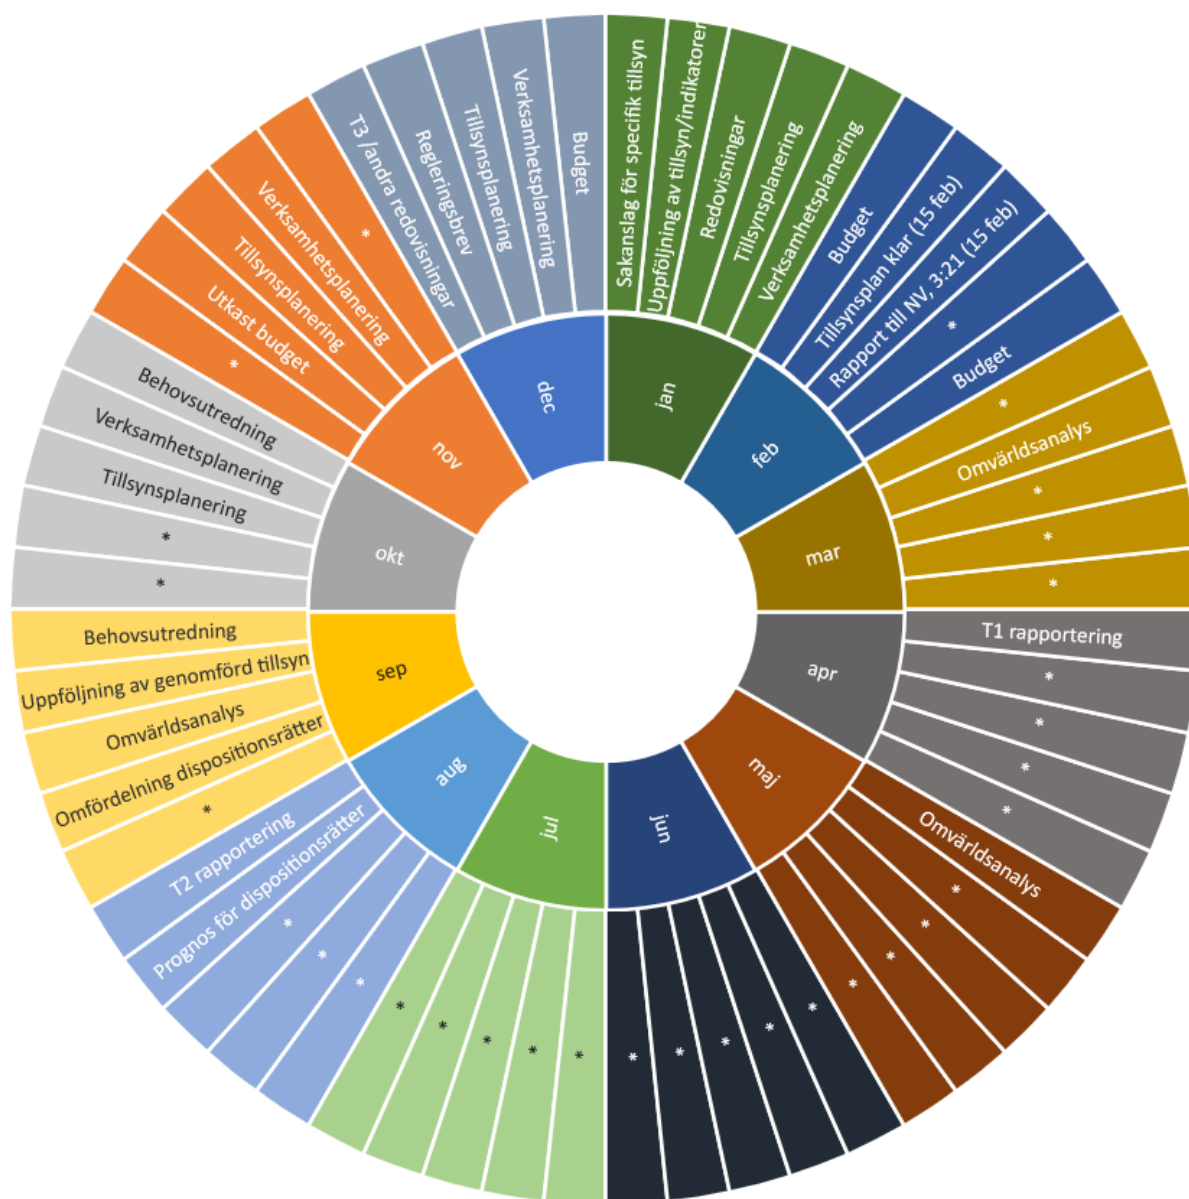 jan
Sakanslag för specifik tillsyn
Uppföljning av tillsyn/indikatorer
Redovisningar
Tillsynsplanering
Verksamhetsplanering
feb
Budget
Tillsynsplan klar (15 feb)
Rapport till NV, 3:21 (15 feb)
*
Budget
mar
*
Omvärldsanalys
*
*
*
apr
T1 rapportering
*
*
*
*
maj
Omvärldsanalys
*
*
*
*
jun
*
*
*
*
*
jul
*
*
*
*
*
aug
*
*
*
Prognos för dispositionsrätter
T2 rapportering
sep
*
Omfördelning dispositionsrätter
Omvärldsanalys
Uppföljning av genomförd tillsyn
Behovsutredning
okt
*
*
Tillsynsplanering
Verksamhetsplanering
Behovsutredning
nov
*
Utkast budget
Tillsynplanering
Verksamhetsplanering
*
dec
T3 /andra redovisningar
Regleringsbrev
Tillsynplanering
Verksamhetsplanering
Budget